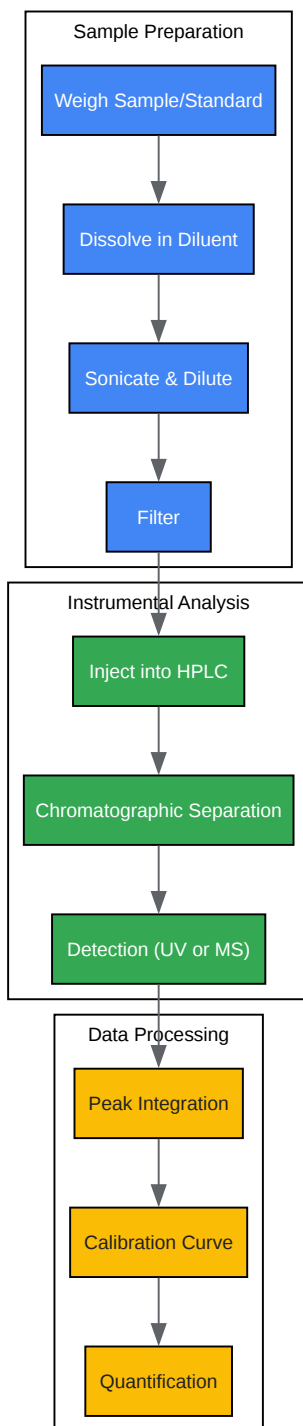 Sample Preparation
Weigh Sample/Standard
Dissolve in Diluent
Sonicate & Dilute
Filter
Instrumental Analysis
Inject into HPLC
Chromatographic Separation
Detection (UV or MS)
Data Processing
Peak Integration
Calibration Curve
Quantification